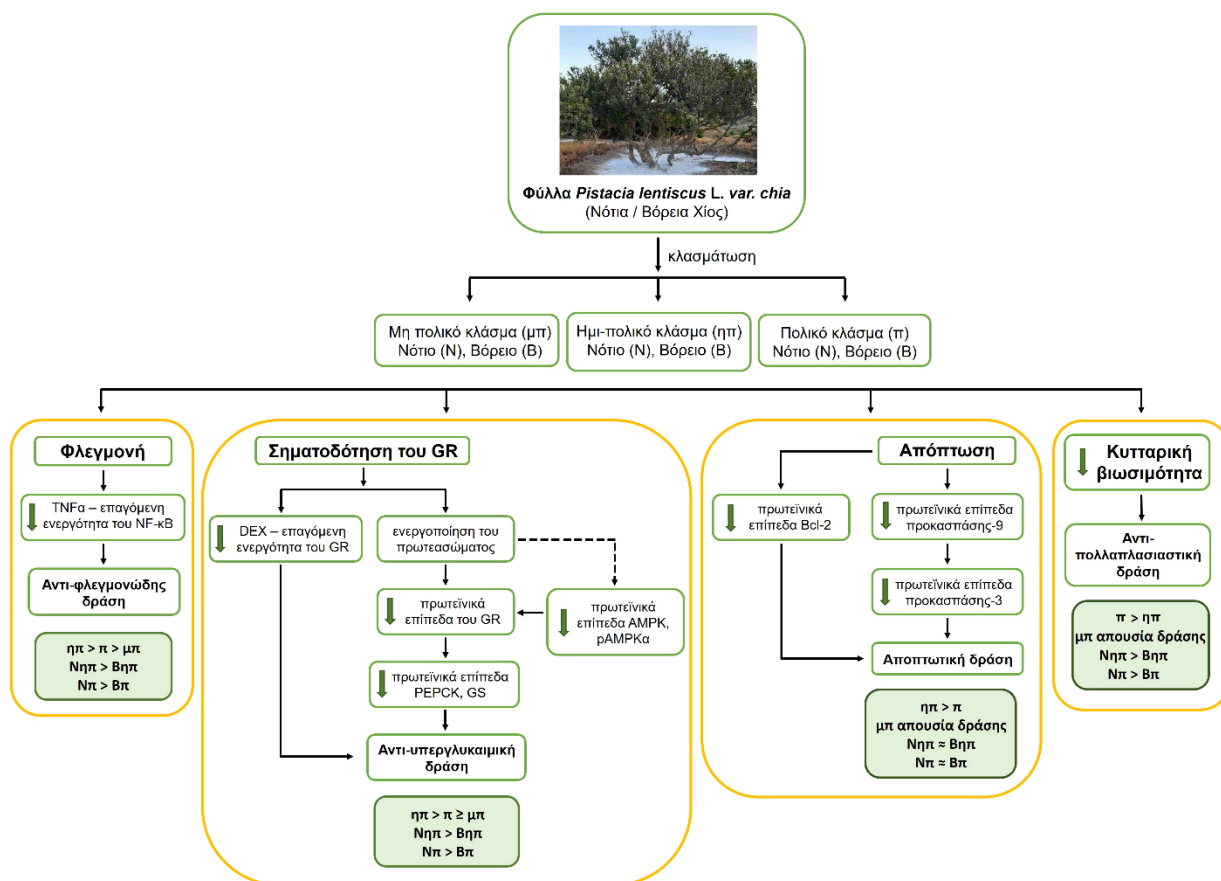 Φύλλα Pistacia lentiscus L. var. chia
(Νότια / Βόρεια Χίος)
κλασμάτωση
Μη πολικό κλάσμα (μπ)
Νότιο (Ν), Βόρειο (Β)
Ημι-πολικό κλάσμα (ηπ)
Νότιο (Ν), Βόρειο (Β)
Πολικό κλάσμα (π)
Νότιο (Ν), Βόρειο (Β)
Φλεγμονή
TNFα – επαγόμενη
ενεργότητα του NF-κB
Αντι-φλεγμονώδης
δράση
ηπ > π > μπ
Νηπ > Βηπ
Νπ > Βπ
Σηματοδότηση του GR
DEX – επαγόμενη
ενεργότητα του GR
ενεργοποίηση του
πρωτεασώματος
πρωτεϊνικά
επίπεδα του GR
πρωτεϊνικά
επίπεδα AMPK,
pAMPKα
πρωτεϊνικά επίπεδα
PEPCK, GS
Αντι-υπεργλυκαιμική
δράση
ηπ > π ≥ μπ
Νηπ > Βηπ
Νπ > Βπ
Απόπτωση
πρωτεϊνικά
επίπεδα Bcl-2
πρωτεϊνικά επίπεδα
προκασπάσης-9
πρωτεϊνικά επίπεδα
προκασπάσης-3
Αποπτωτική δράση
ηπ > π
μπ απουσία δράσης
Νηπ ≈ Βηπ
Νπ ≈ Βπ
Κυτταρική
βιωσιμότητα
Αντι-
πολλαπλασιαστική
δράση
π > ηπ
μπ απουσία δράσης
Νηπ > Βηπ
Νπ > Βπ